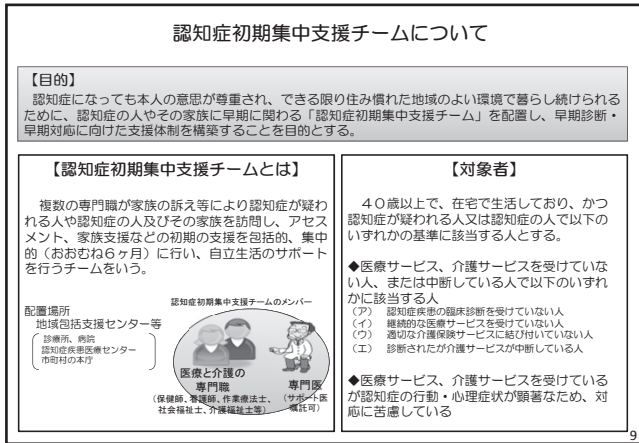 認知症初期集中支援チームについて
【目的】
認知症になっても本人の意思が尊重され、できる限り住み慣れた地域のよい環境で暮らし続けられる
ために、認知症の人やその家族に早期に関わる「認知症初期集中支援チーム」を配置し、早期診断・
早期対応に向けた支援体制を構築することを目的とする。
【認知症初期集中支援チームとは】
複数の専門職が家族の訴え等により認知症が疑わ
れる人や認知症の人及びその家族を訪問し、アセス
メント、家族支援などの初期の支援を包括的、集中
的（おおむね６ヶ月）に行い、自立生活のサポート
を行うチームをいう。
配置場所
地域包括支援センター等
診療所、病院
認知症疾患医療センター
市町村の本庁
認知症初期集中支援チームのメンバー
医療と介護の
専門職
（保健師、看護師、作業療法士、
社会福祉士、介護福祉士等）
専門医
（サポート医
嘱託可）
【対象者】
４０歳以上で、在宅で生活しており、かつ
認知症が疑われる人又は認知症の人で以下の
いずれかの基準に該当する人とする。
◆医療サービス、介護サービスを受けていな
い人、または中断している人で以下のいずれ
かに該当する人
（ア） 認知症疾患の臨床診断を受けていない人
（イ） 継続的な医療サービスを受けていない人
（ウ） 適切な介護保険サービスに結び付いていない人
（エ） 診断されたが介護サービスが中断している人
◆医療サービス、介護サービスを受けている
が認知症の行動・心理症状が顕著なため、対
応に苦慮している
9